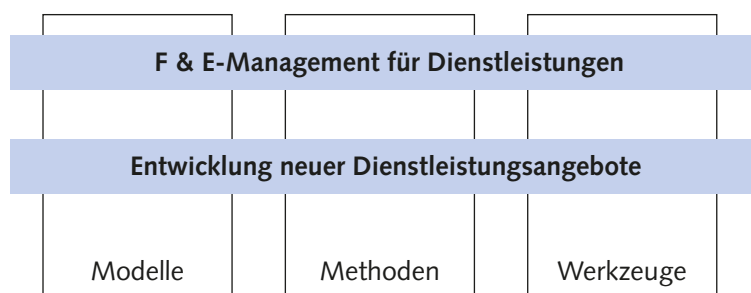 F & E-Management für Dienstleistungen
Entwicklung neuer Dienstleistungsangebote
Modelle
Methoden
Werkzeuge